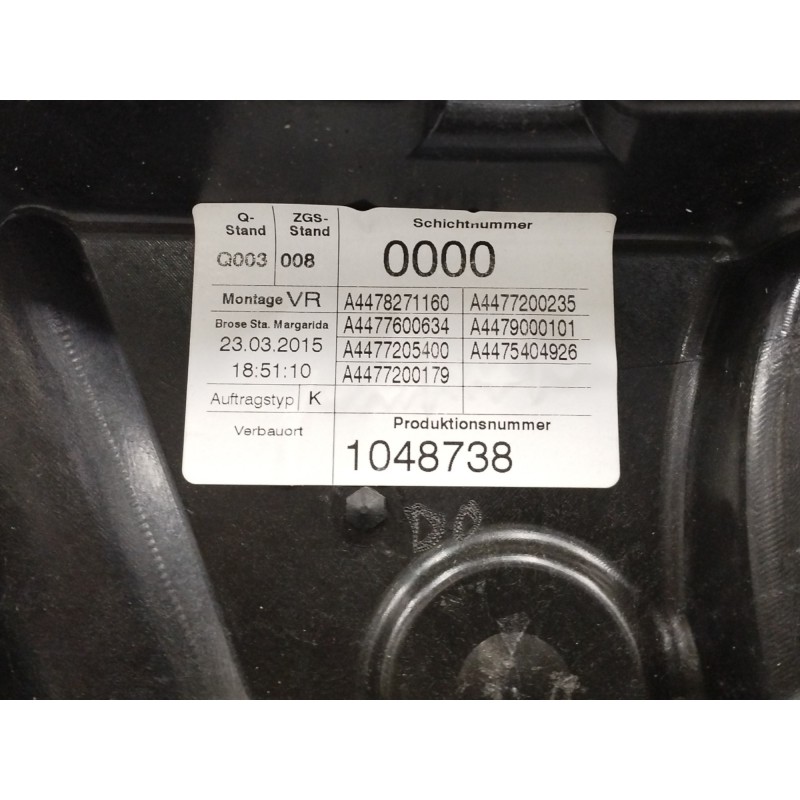 Q-Stand
ZGS-Stand
Schichtnummer
Q003
008
0000
Montage VR
A4478271160
A4477200235
Brose Sta. Margarida
A4477600634
A4479000101
23.03.2015
A4477205400
A4475404926
18:51:10
A4477200179
Auftragstyp
K
Verbauort
Produktionsnummer
1048738